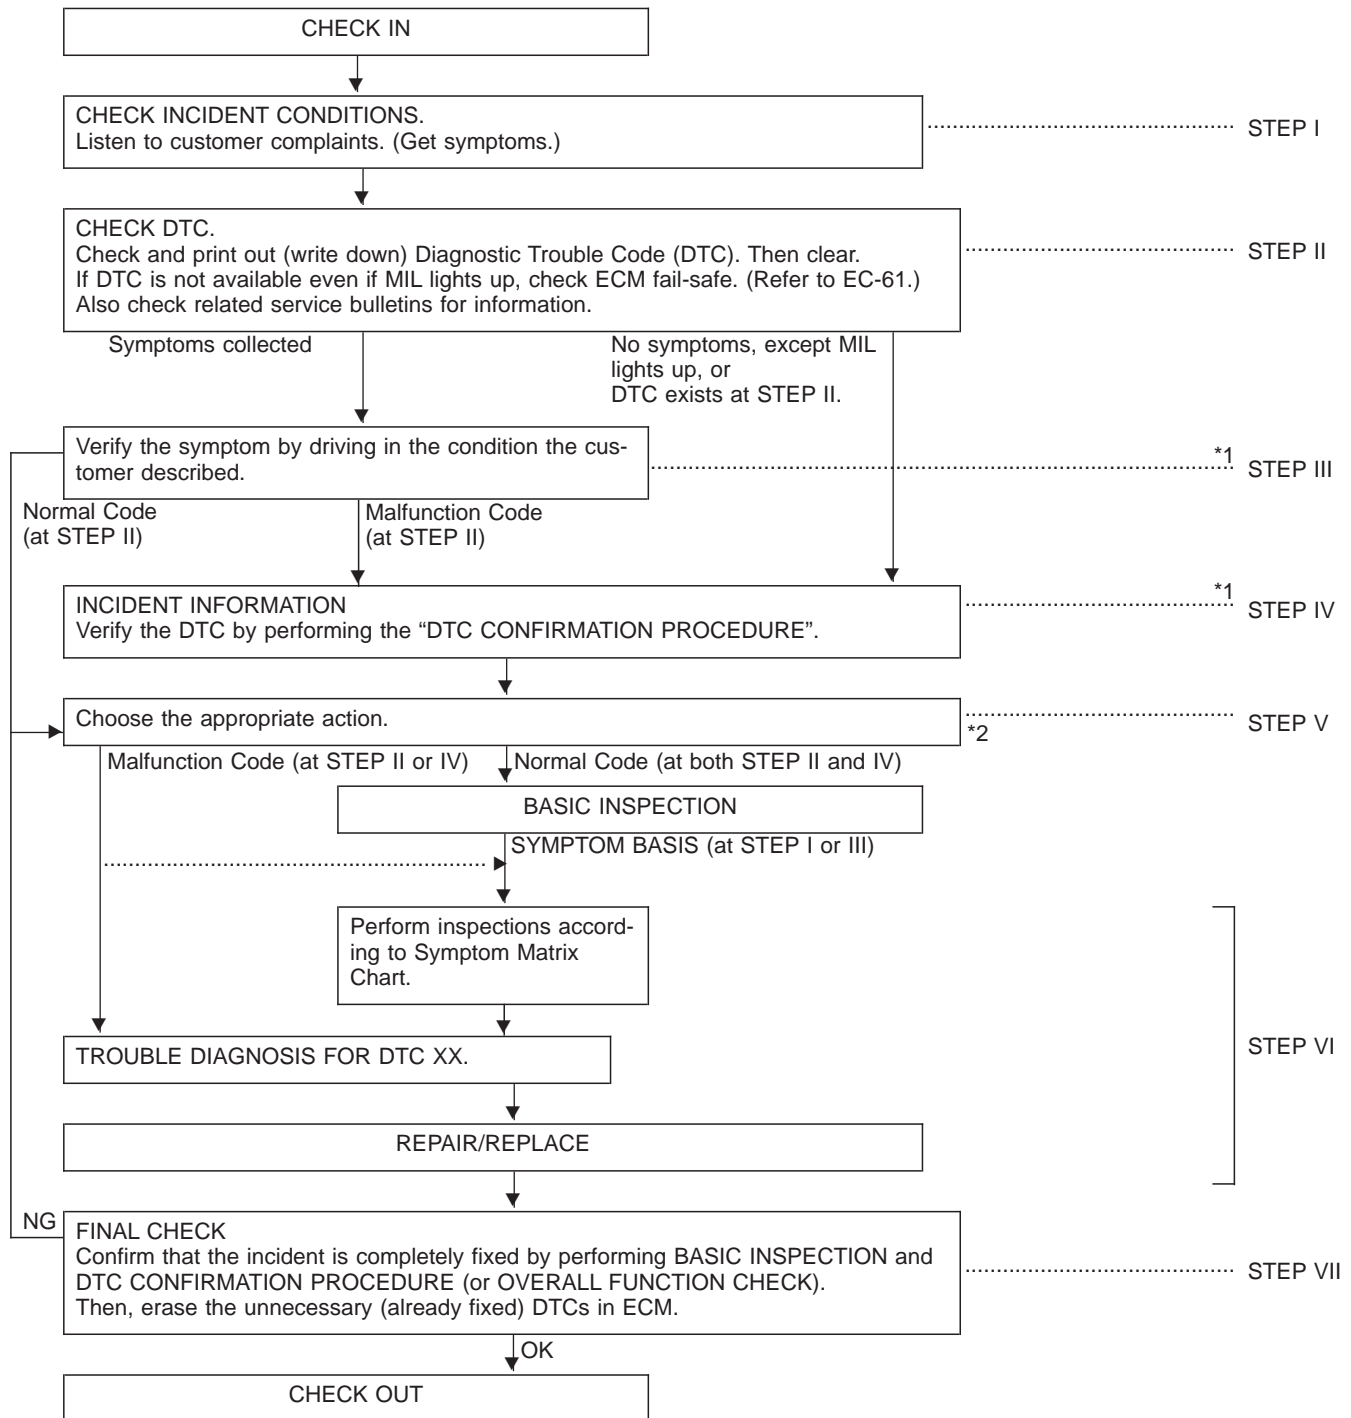 CHECK IN
CHECK INCIDENT CONDITIONS.
Listen to customer complaints. (Get symptoms.)
STEP I
CHECK DTC.
Check and print out (write down) Diagnostic Trouble Code (DTC). Then clear.
If DTC is not available even if MIL lights up, check ECM fail-safe. (Refer to EC-61.)
Also check related service bulletins for information.
STEP II
Symptoms collected
No symptoms, except MIL
lights up, or
DTC exists at STEP II.
Verify the symptom by driving in the condition the cus-
tomer described.
*1
STEP III
Normal Code
(at STEP II)
Malfunction Code
(at STEP II)
INCIDENT INFORMATION
Verify the DTC by performing the “DTC CONFIRMATION PROCEDURE”.
*1
STEP IV
Choose the appropriate action.
*2
STEP V
Malfunction Code (at STEP II or IV)
Normal Code (at both STEP II and IV)
BASIC INSPECTION
SYMPTOM BASIS (at STEP I or III)
Perform inspections accord-
ing to Symptom Matrix
Chart.
TROUBLE DIAGNOSIS FOR DTC XX.
STEP VI
REPAIR/REPLACE
NG
FINAL CHECK
Confirm that the incident is completely fixed by performing BASIC INSPECTION and
DTC CONFIRMATION PROCEDURE (or OVERALL FUNCTION CHECK).
Then, erase the unnecessary (already fixed) DTCs in ECM.
STEP VII
OK
CHECK OUT